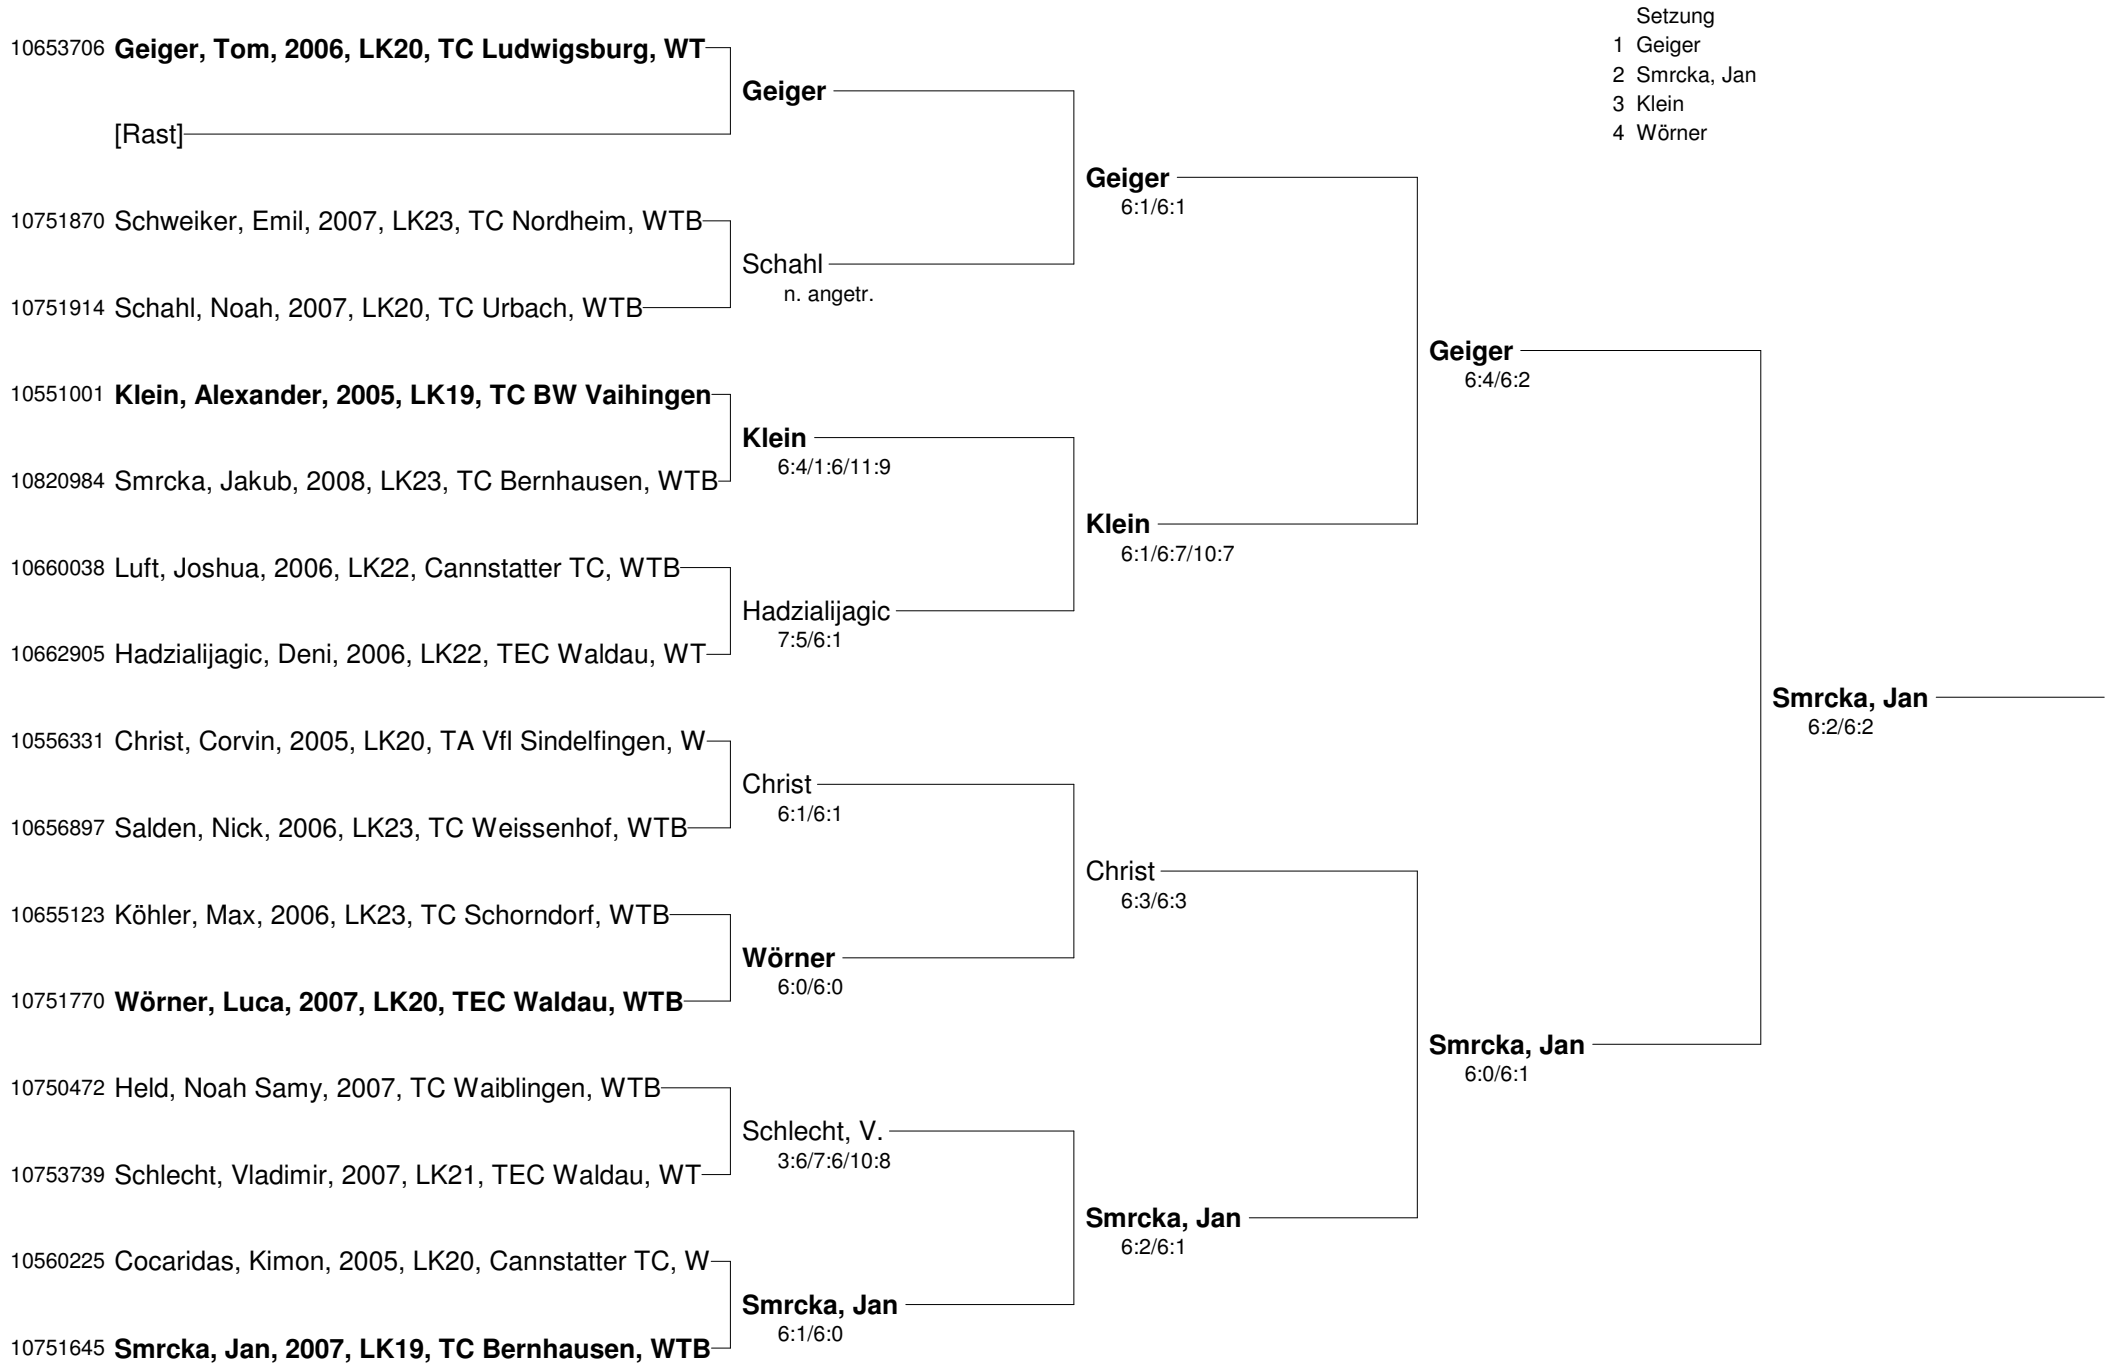 Setzung
1 Geiger
2 Smrcka, Jan
3 Klein
4 Wörner
10653706 Geiger, Tom, 2006, LK20, TC Ludwigsburg, WT
[Rast]
10751870 Schweiker, Emil, 2007, LK23, TC Nordheim, WTB
10751914 Schahl, Noah, 2007, LK20, TC Urbach, WTB
10551001 Klein, Alexander, 2005, LK19, TC BW Vaihingen
10820984 Smrcka, Jakub, 2008, LK23, TC Bernhausen, WTB
10660038 Luft, Joshua, 2006, LK22, Cannstatter TC, WTB
10662905 Hadzialijagic, Deni, 2006, LK22, TEC Waldau, WT
10556331 Christ, Corvin, 2005, LK20, TA Vfl Sindelfingen, W
10656897 Salden, Nick, 2006, LK23, TC Weissenhof, WTB
10655123 Köhler, Max, 2006, LK23, TC Schorndorf, WTB
10751770 Wörner, Luca, 2007, LK20, TEC Waldau, WTB
10750472 Held, Noah Samy, 2007, TC Waiblingen, WTB
10753739 Schlecht, Vladimir, 2007, LK21, TEC Waldau, WT
10560225 Cocaridas, Kimon, 2005, LK20, Cannstatter TC, W
10751645 Smrcka, Jan, 2007, LK19, TC Bernhausen, WTB
Geiger
Schahl
n. angetr.
Klein
6:4/1:6/11:9
Hadzialijagic
7:5/6:1
Christ
6:1/6:1
Wörner
6:0/6:0
Schlecht, V.
3:6/7:6/10:8
Smrcka, Jan
6:1/6:0
Geiger
6:1/6:1
Klein
6:1/6:7/10:7
Christ
6:3/6:3
Smrcka, Jan
6:2/6:1
Geiger
6:4/6:2
Smrcka, Jan
6:0/6:1
Smrcka, Jan
6:2/6:2